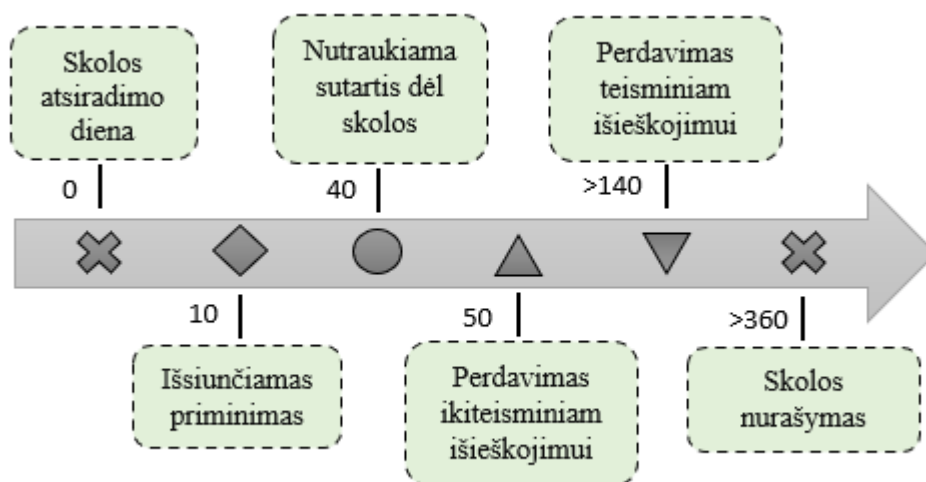 Skolos
atsiradimo
diena
0
Išsiunčiamas
priminimas
10
Nutraukiama
sutartis dėl
skolos
40
Perdavimas
ikiteisminiam
išieškojimui
50
Perdavimas
teisminiam
išieškojimui
>140
Skolos
nurašymas
>360